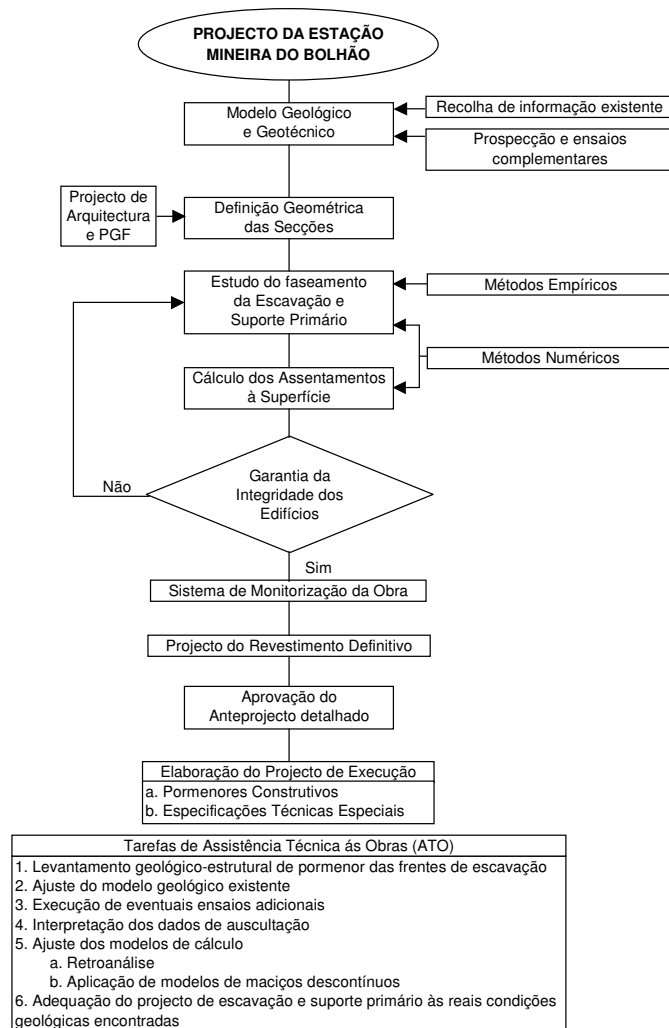 PROJECTO DA ESTAÇÃO
MINEIRA DO BOLHÃO
Modelo Geológico
e Geotécnico
Recolha de informação existente
Prospecção e ensaios
complementares
Projecto de
Arquitectura
e PGF
Definição Geométrica
das Secções
Estudo do faseamento
da Escavação e
Suporte Primário
Métodos Empíricos
Métodos Numéricos
Cálculo dos Assentamentos
à Superfície
Garantia da
Integridade dos
Edifícios
Não
Sim
Sistema de Monitorização da Obra
Projecto do Revestimento Definitivo
Aprovação do
Anteprojecto detalhado
Elaboração do Projecto de Execução
a. Pormenores Construtivos
b. Especificações Técnicas Especiais
Tarefas de Assistência Técnica ás Obras (ATO)
1. Levantamento geológico-estrutural de pormenor das frentes de escavação
2. Ajuste do modelo geológico existente
3. Execução de eventuais ensaios adicionais
4. Interpretação dos dados de auscultação
5. Ajuste dos modelos de cálculo
a. Retroanálise
b. Aplicação de modelos de maciços descontínuos
6. Adequação do projecto de escavação e suporte primário às reais condições
geológicas encontradas